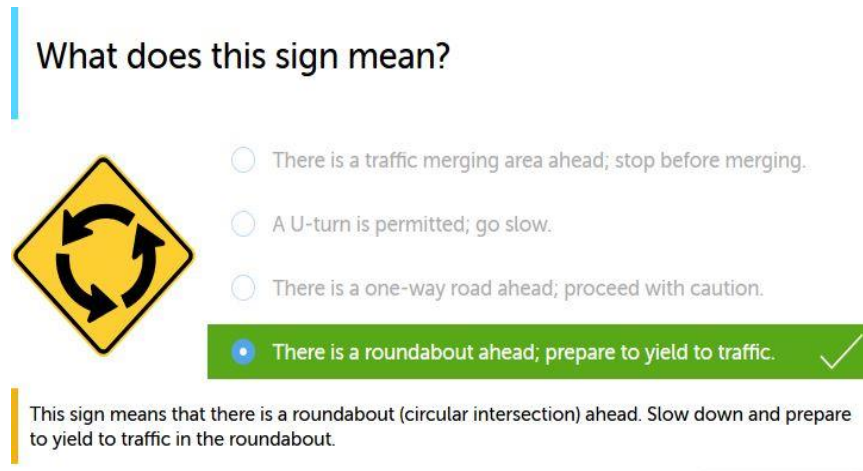 What does this sign mean?
There is a traffic merging area ahead; stop before merging.
A U-turn is permitted; go slow.
There is a one-way road ahead; proceed with caution.
There is a roundabout ahead; prepare to yield to traffic.
This sign means that there is a roundabout (circular intersection) ahead. Slow down and prepare
to yield to traffic in the roundabout.